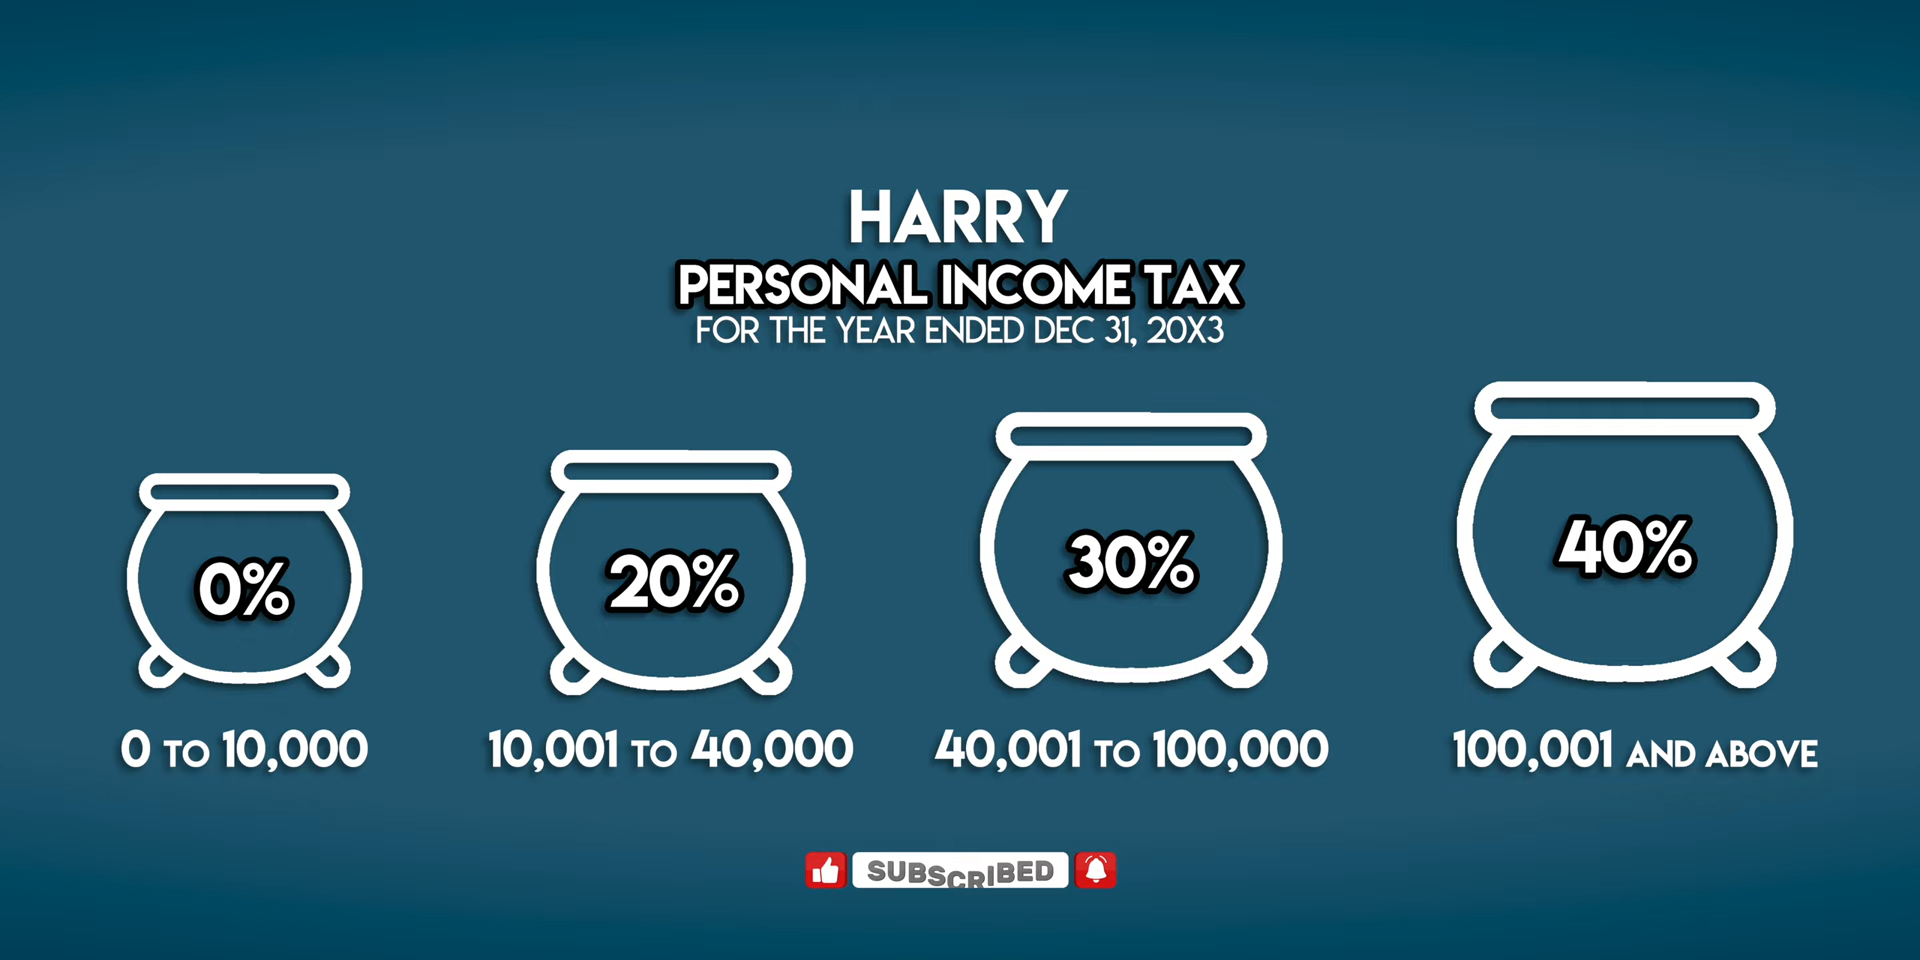 HARRY
PERSONAL INCOME TAX
FOR THE YEAR ENDED DEC 31, 20X3
0%
20%
30%
40%
0 TO 10,000
10,001 TO 40,000
40,001 TO 100,000
100,001 AND ABOVE
SUBSCRIBED